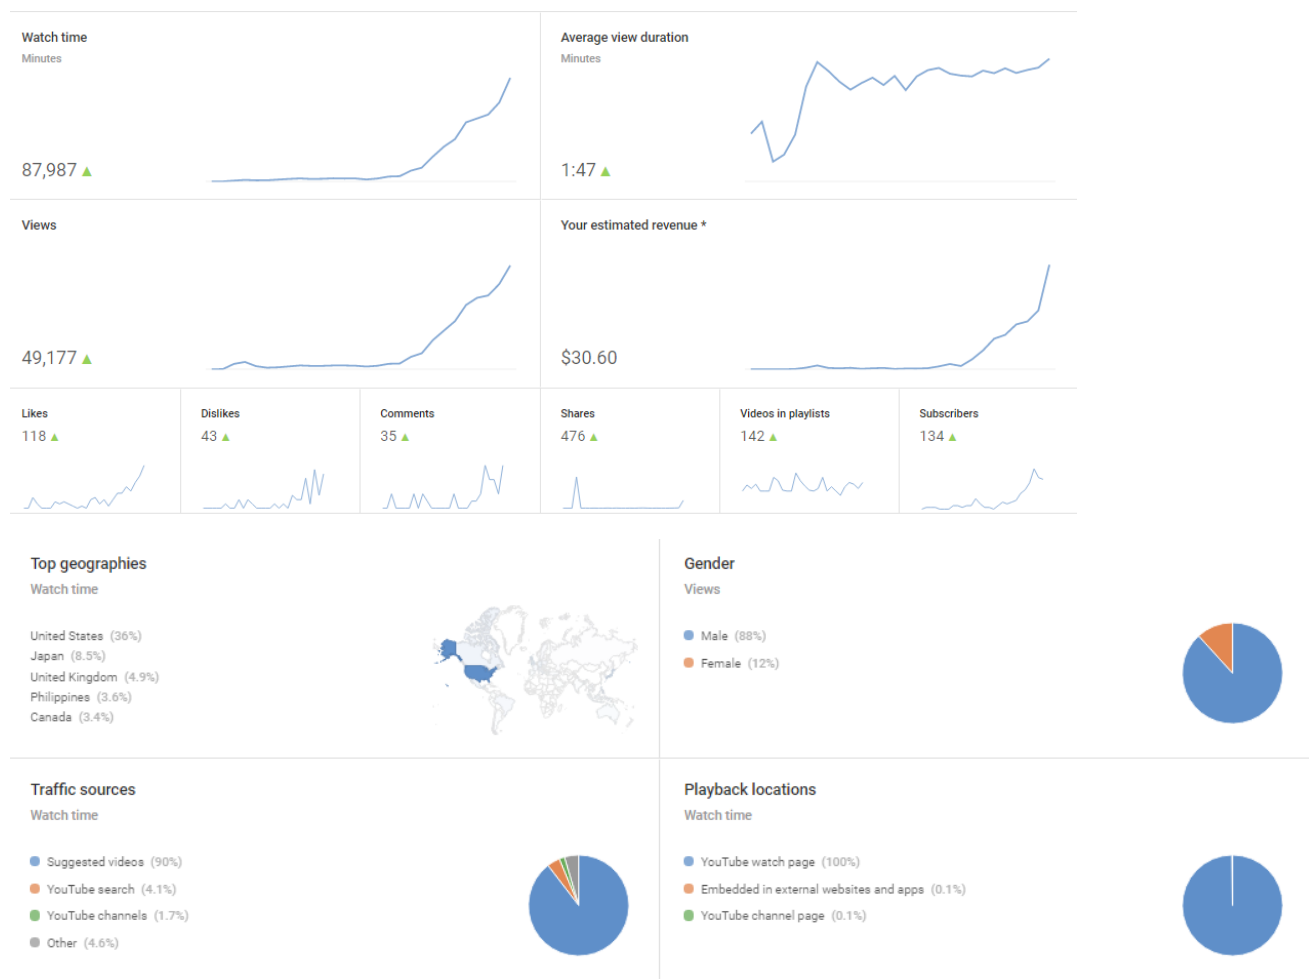 Watch time
Minutes
87,987
Average view duration
Minutes
1:47
Views
49,177
Your estimated revenue *
$30.60
Likes
118
Dislikes
43
Comments
35
Shares
476
Videos in playlists
142
Subscribers
134
Top geographies
Watch time
United States (36%)
Japan (8.5%)
United Kingdom (4.9%)
Philippines (3.6%)
Canada (3.4%)
Gender
Views
Male (88%)
Female (12%)
Traffic sources
Watch time
Suggested videos (90%)
YouTube search (4.1%)
YouTube channels (1.7%)
Other (4.6%)
Playback locations
Watch time
YouTube watch page (100%)
Embedded in external websites and apps (0.1%)
YouTube channel page (0.1%)